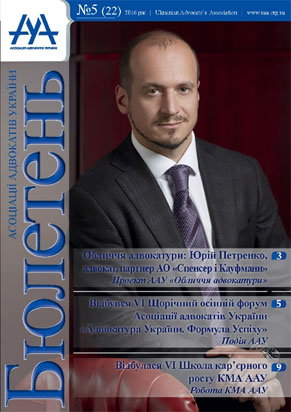 АСОЦІАЦІЯ АДВОКАТІВ УКРАЇНИ
№5 (22) 2016 рік | Ukrainian Advocate's Association | www.uaa.org.ua
АСОЦІАЦІЇ АДВОКАТІВ УКРАЇНИ
Бюлетень
Обличчя адвокатури: Юрій Петренко,
адвокат, партнер АО «Спенсер і Кауфманн»
Проект ААУ «Обличчя адвокатури»
3
Відбувся VI Щорічний осінній форум
Асоціації адвокатів України
«Адвокатура України. Формула Успіху»
Подія ААУ
5
Відбулася VI Школа кар’єрного
росту КМА ААУ
Робота КМА ААУ
9